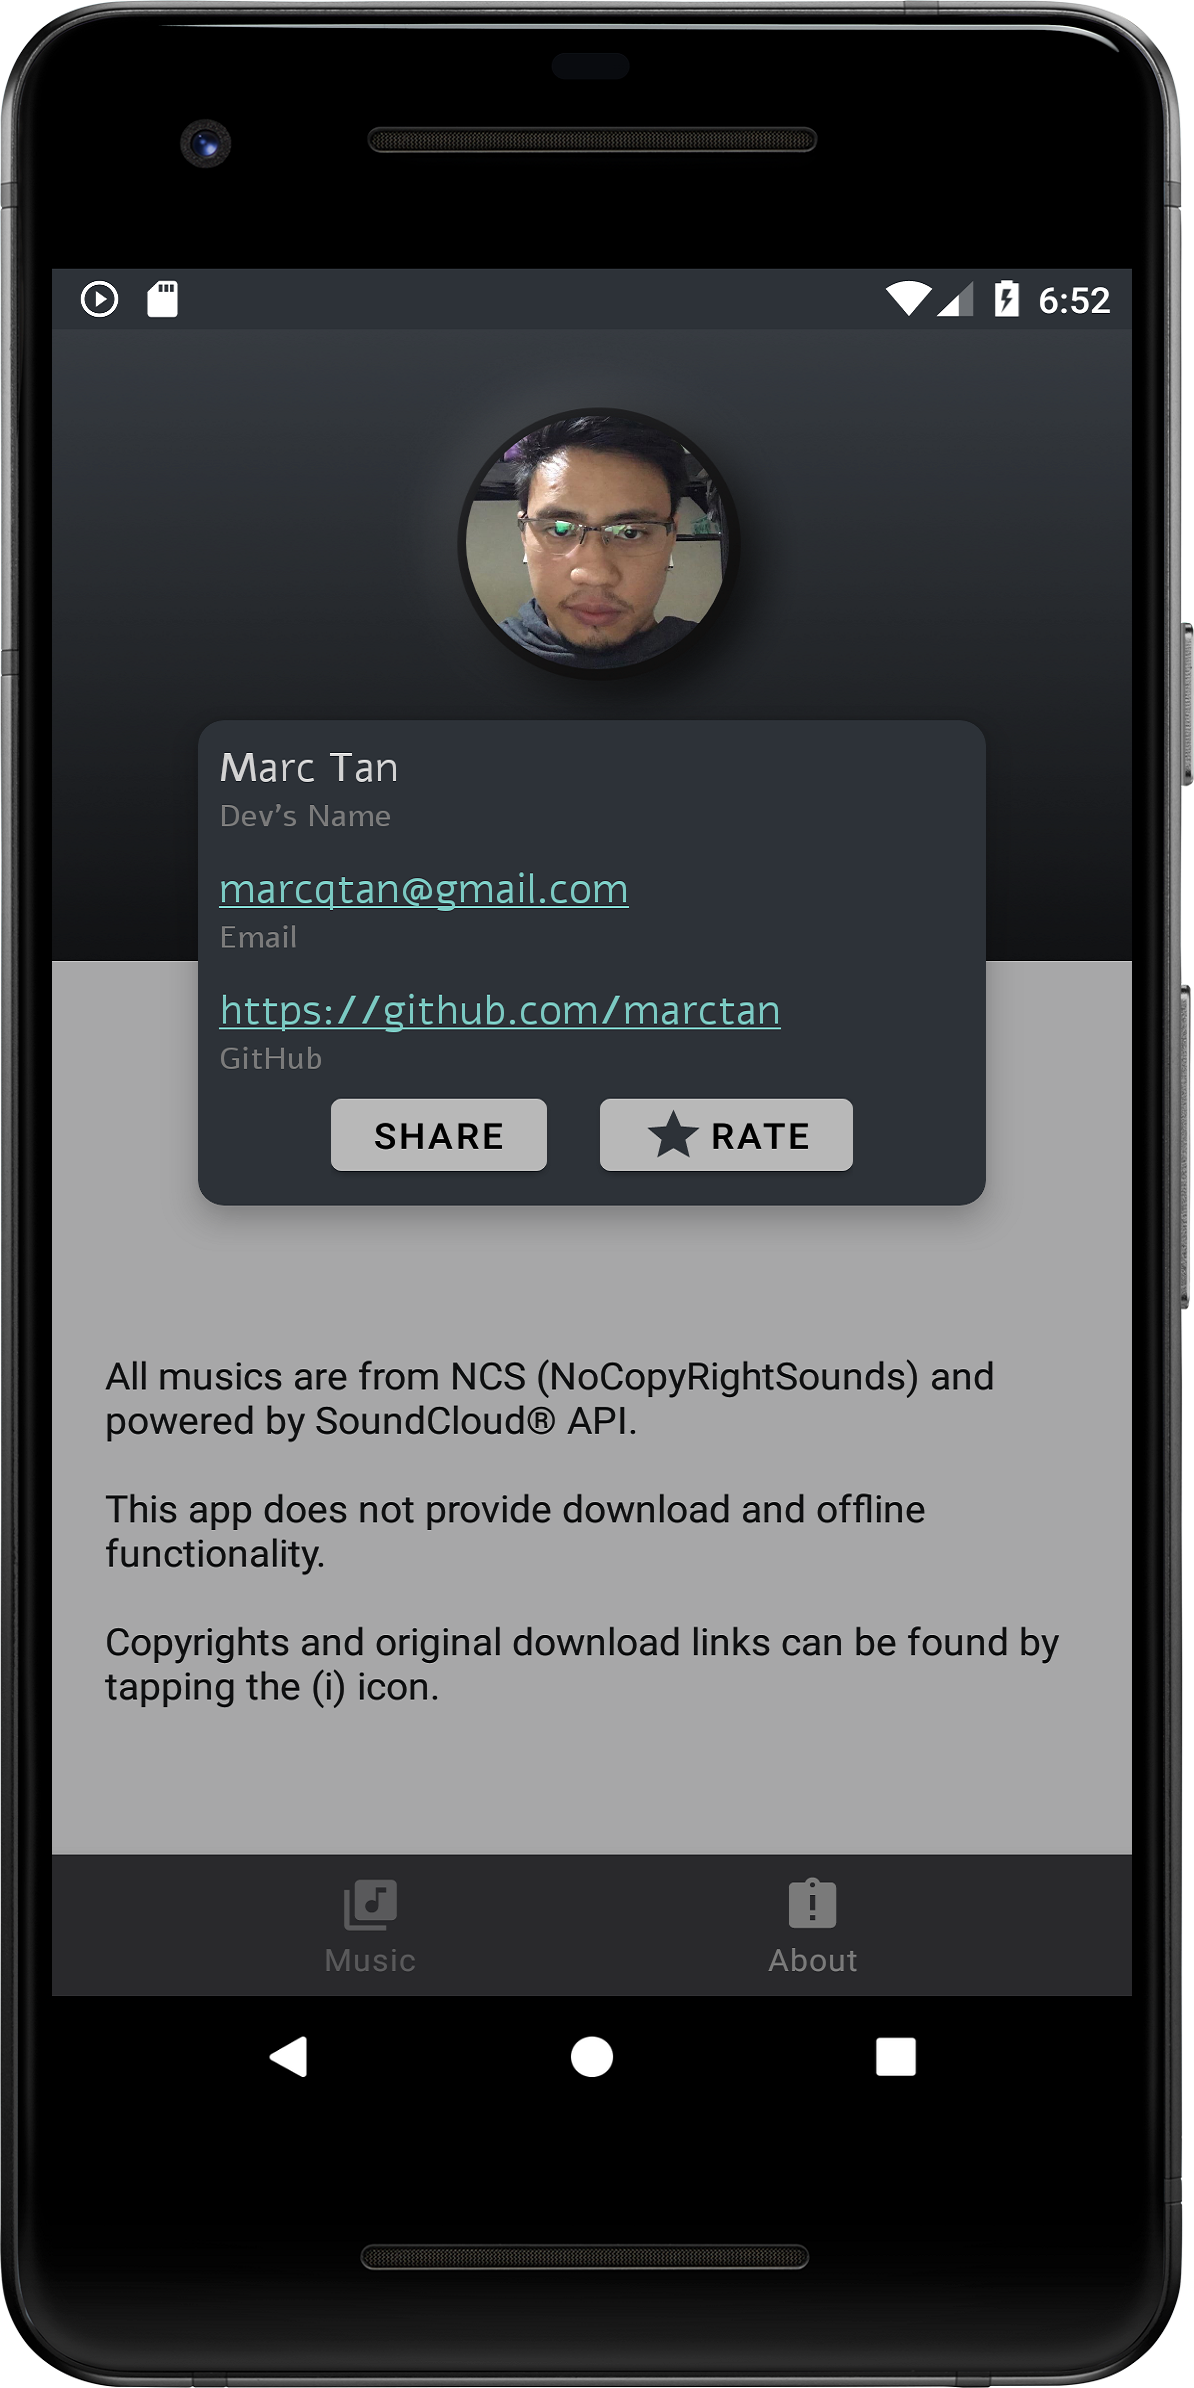 6:52
Marc Tan
Dev's Name
marcqtan@gmail.com
Email
https://github.com/marctan
GitHub
SHARE
RATE
All musics are from NCS (NoCopyRightSounds) and
powered by SoundCloud® API.
This app does not provide download and offline
functionality.
Copyrights and original download links can be found by
tapping the (i) icon.
Music
About